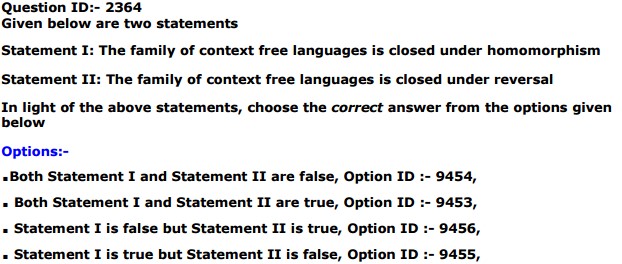 Question ID:- 2364
Given below are two statements
Statement I: The family of context free languages is closed under homomorphism
Statement II: The family of context free languages is closed under reversal
In light of the above statements, choose the correct answer from the options given
below
Options:-
▪Both Statement I and Statement II are false, Option ID :- 9454,
▪ Both Statement I and Statement II are true, Option ID :- 9453,
▪ Statement I is false but Statement II is true, Option ID :- 9456,
▪ Statement I is true but Statement II is false, Option ID :- 9455,